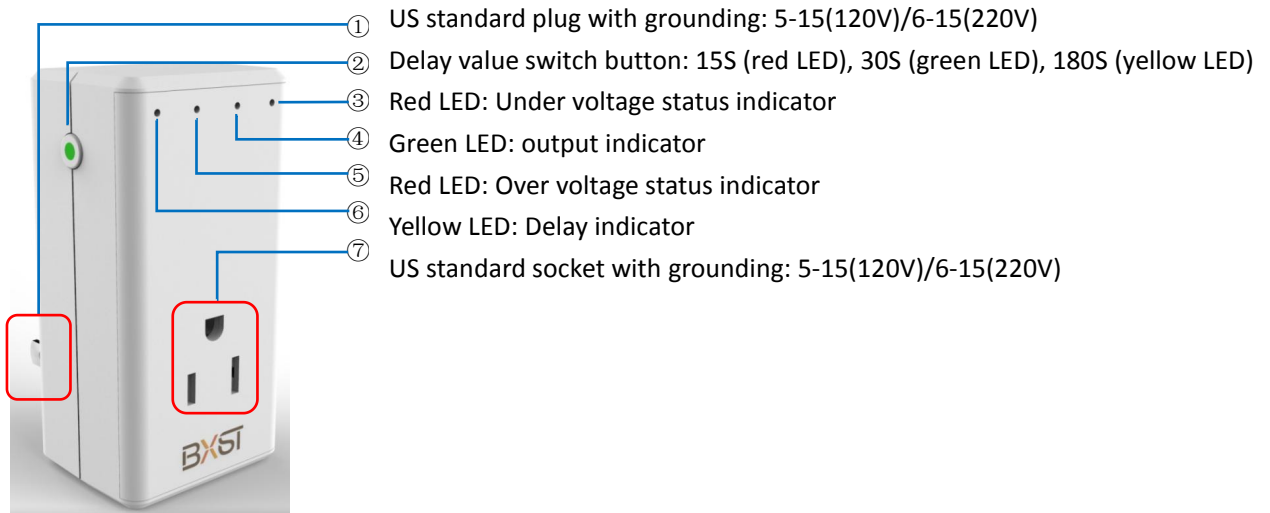 ① US standard plug with grounding: 5-15(120V)/6-15(220V)
② Delay value switch button: 15S (red LED), 30S (green LED), 180S (yellow LED)
③ Red LED: Under voltage status indicator
④ Green LED: output indicator
⑤ Red LED: Over voltage status indicator
⑥ Yellow LED: Delay indicator
⑦ US standard socket with grounding: 5-15(120V)/6-15(220V)
BXST